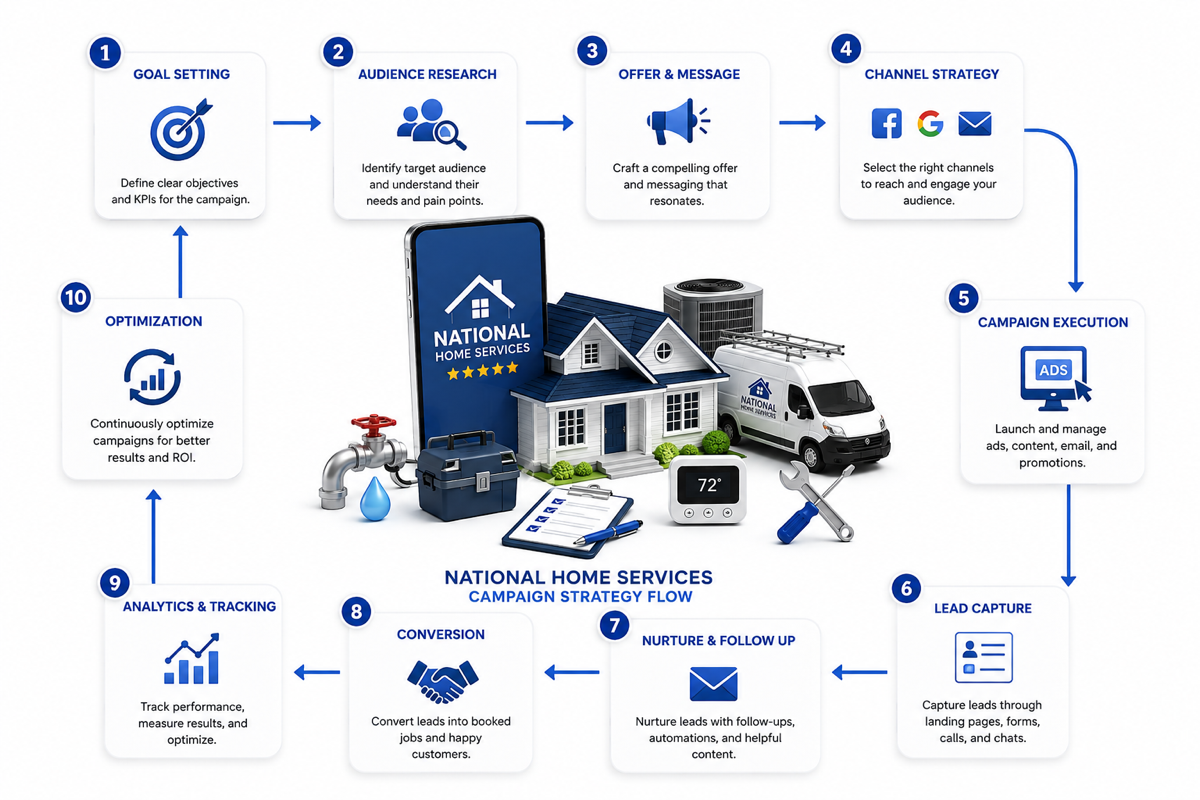 1
GOAL SETTING
Define clear objectives
and KPIs for the campaign.
2
AUDIENCE RESEARCH
Identify target audience
and understand their
needs and pain points.
3
OFFER & MESSAGE
Craft a compelling offer
and messaging that
resonates.
4
CHANNEL STRATEGY
f
G
Select the right channels
to reach and engage your
audience.
5
CAMPAIGN EXECUTION
ADS
Launch and manage
ads, content, email, and
promotions.
6
LEAD CAPTURE
Capture leads through
landing pages, forms,
calls, and chats.
7
NURTURE & FOLLOW UP
Nurture leads with follow-ups,
automations, and helpful
content.
8
CONVERSION
Convert leads into booked
jobs and happy
customers.
9
ANALYTICS & TRACKING
Track performance,
measure results, and
optimize.
10
OPTIMIZATION
Continuously optimize
campaigns for better
results and ROI.
NATIONAL
HOME SERVICES
NATIONAL
HOME SERVICES
72°
NATIONAL HOME SERVICES
CAMPAIGN STRATEGY FLOW